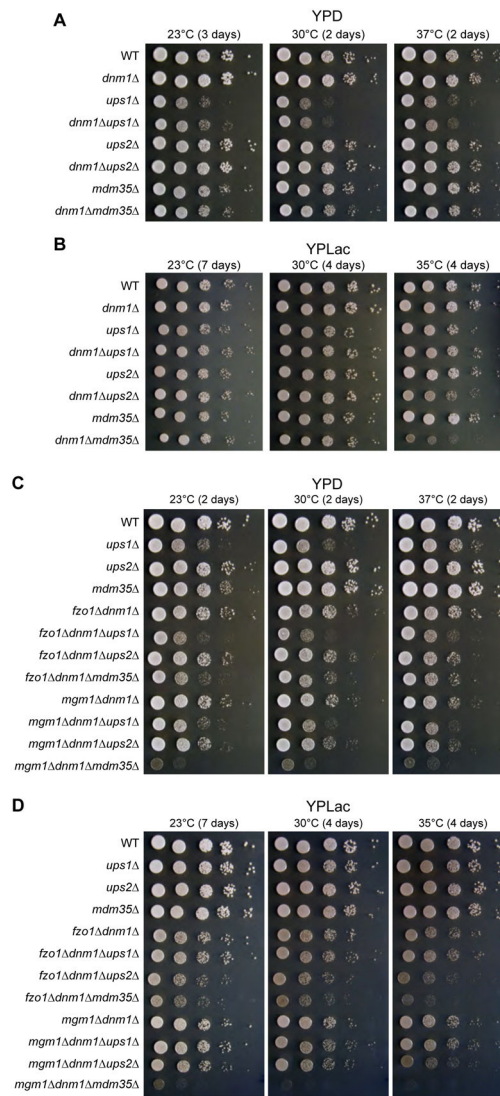 A
YPD
23°C (3 days) 30°C (2 days) 37°C (2 days)
WT
dnm1Δ
ups1Δ
dnm1Δups1Δ
ups2Δ
dnm1Δups2Δ
mdm35Δ
dnm1Δmdm35Δ
B
YPLac
23°C (7 days) 30°C (4 days) 35°C (4 days)
WT
dnm1Δ
ups1Δ
dnm1Δups1Δ
ups2Δ
dnm1Δups2Δ
mdm35Δ
dnm1Δmdm35Δ
C
YPD
23°C (2 days) 30°C (2 days) 37°C (2 days)
WT
ups1Δ
ups2Δ
mdm35Δ
fzo1Δdnm1Δ
fzo1Δdnm1Δups1Δ
fzo1Δdnm1Δups2Δ
fzo1Δdnm1Δmdm35Δ
mgm1Δdnm1Δ
mgm1Δdnm1Δups1Δ
mgm1Δdnm1Δups2Δ
mgm1Δdnm1Δmdm35Δ
D
YPLac
23°C (7 days) 30°C (4 days) 35°C (4 days)
WT
ups1Δ
ups2Δ
mdm35Δ
fzo1Δdnm1Δ
fzo1Δdnm1Δups1Δ
fzo1Δdnm1Δups2Δ
fzo1Δdnm1Δmdm35Δ
mgm1Δdnm1Δ
mgm1Δdnm1Δups1Δ
mgm1Δdnm1Δups2Δ
mgm1Δdnm1Δmdm35Δ